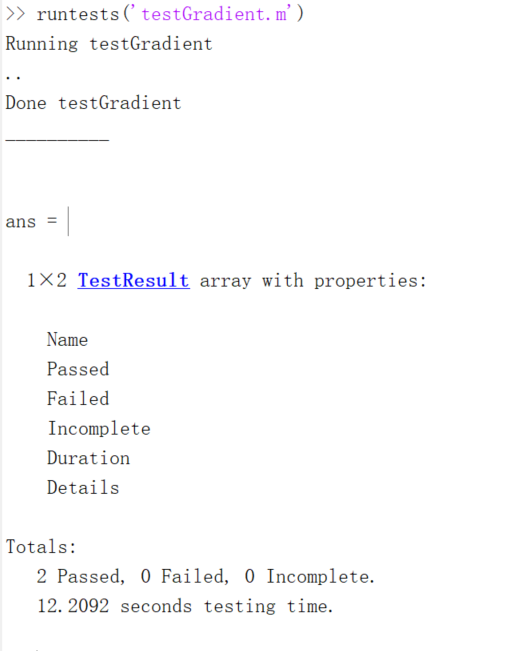 >> runtests('testGradient.m')
Running testGradient
..
Done testGradient
__________
ans =
1×2 TestResult array with properties:
Name
Passed
Failed
Incomplete
Duration
Details
Totals:
2 Passed, 0 Failed, 0 Incomplete.
12.2092 seconds testing time.